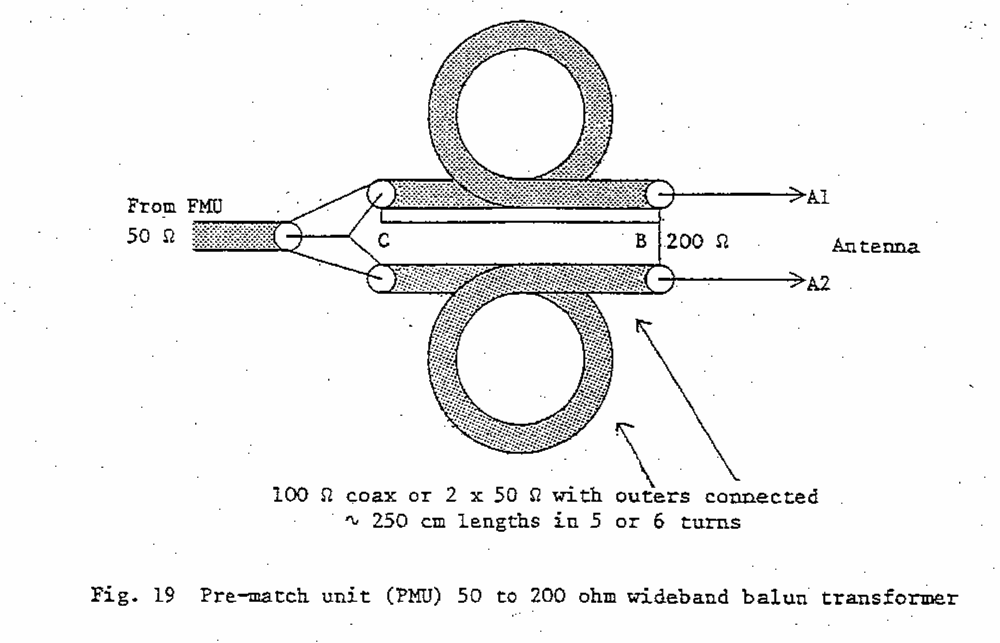 From FMU
50 Ω
C
B
200 Ω
A1
Antenna
A2
100 Ω coax or 2 x 50 Ω with outers connected
~ 250 cm lengths in 5 or 6 turns
Fig. 19 Pre-match unit (PMU) 50 to 200 ohm wideband balun transformer